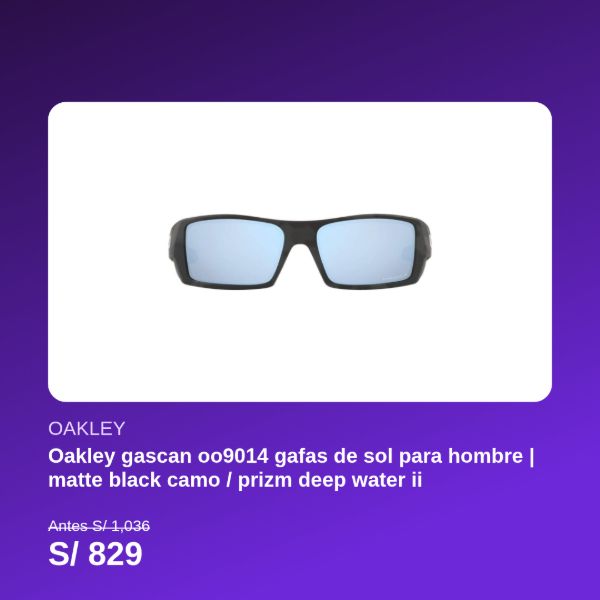 OAKLEY
Oakley gascan oo9014 gafas de sol para hombre |
matte black camo / prizm deep water ii
Antes S/ 1,036
S/ 829